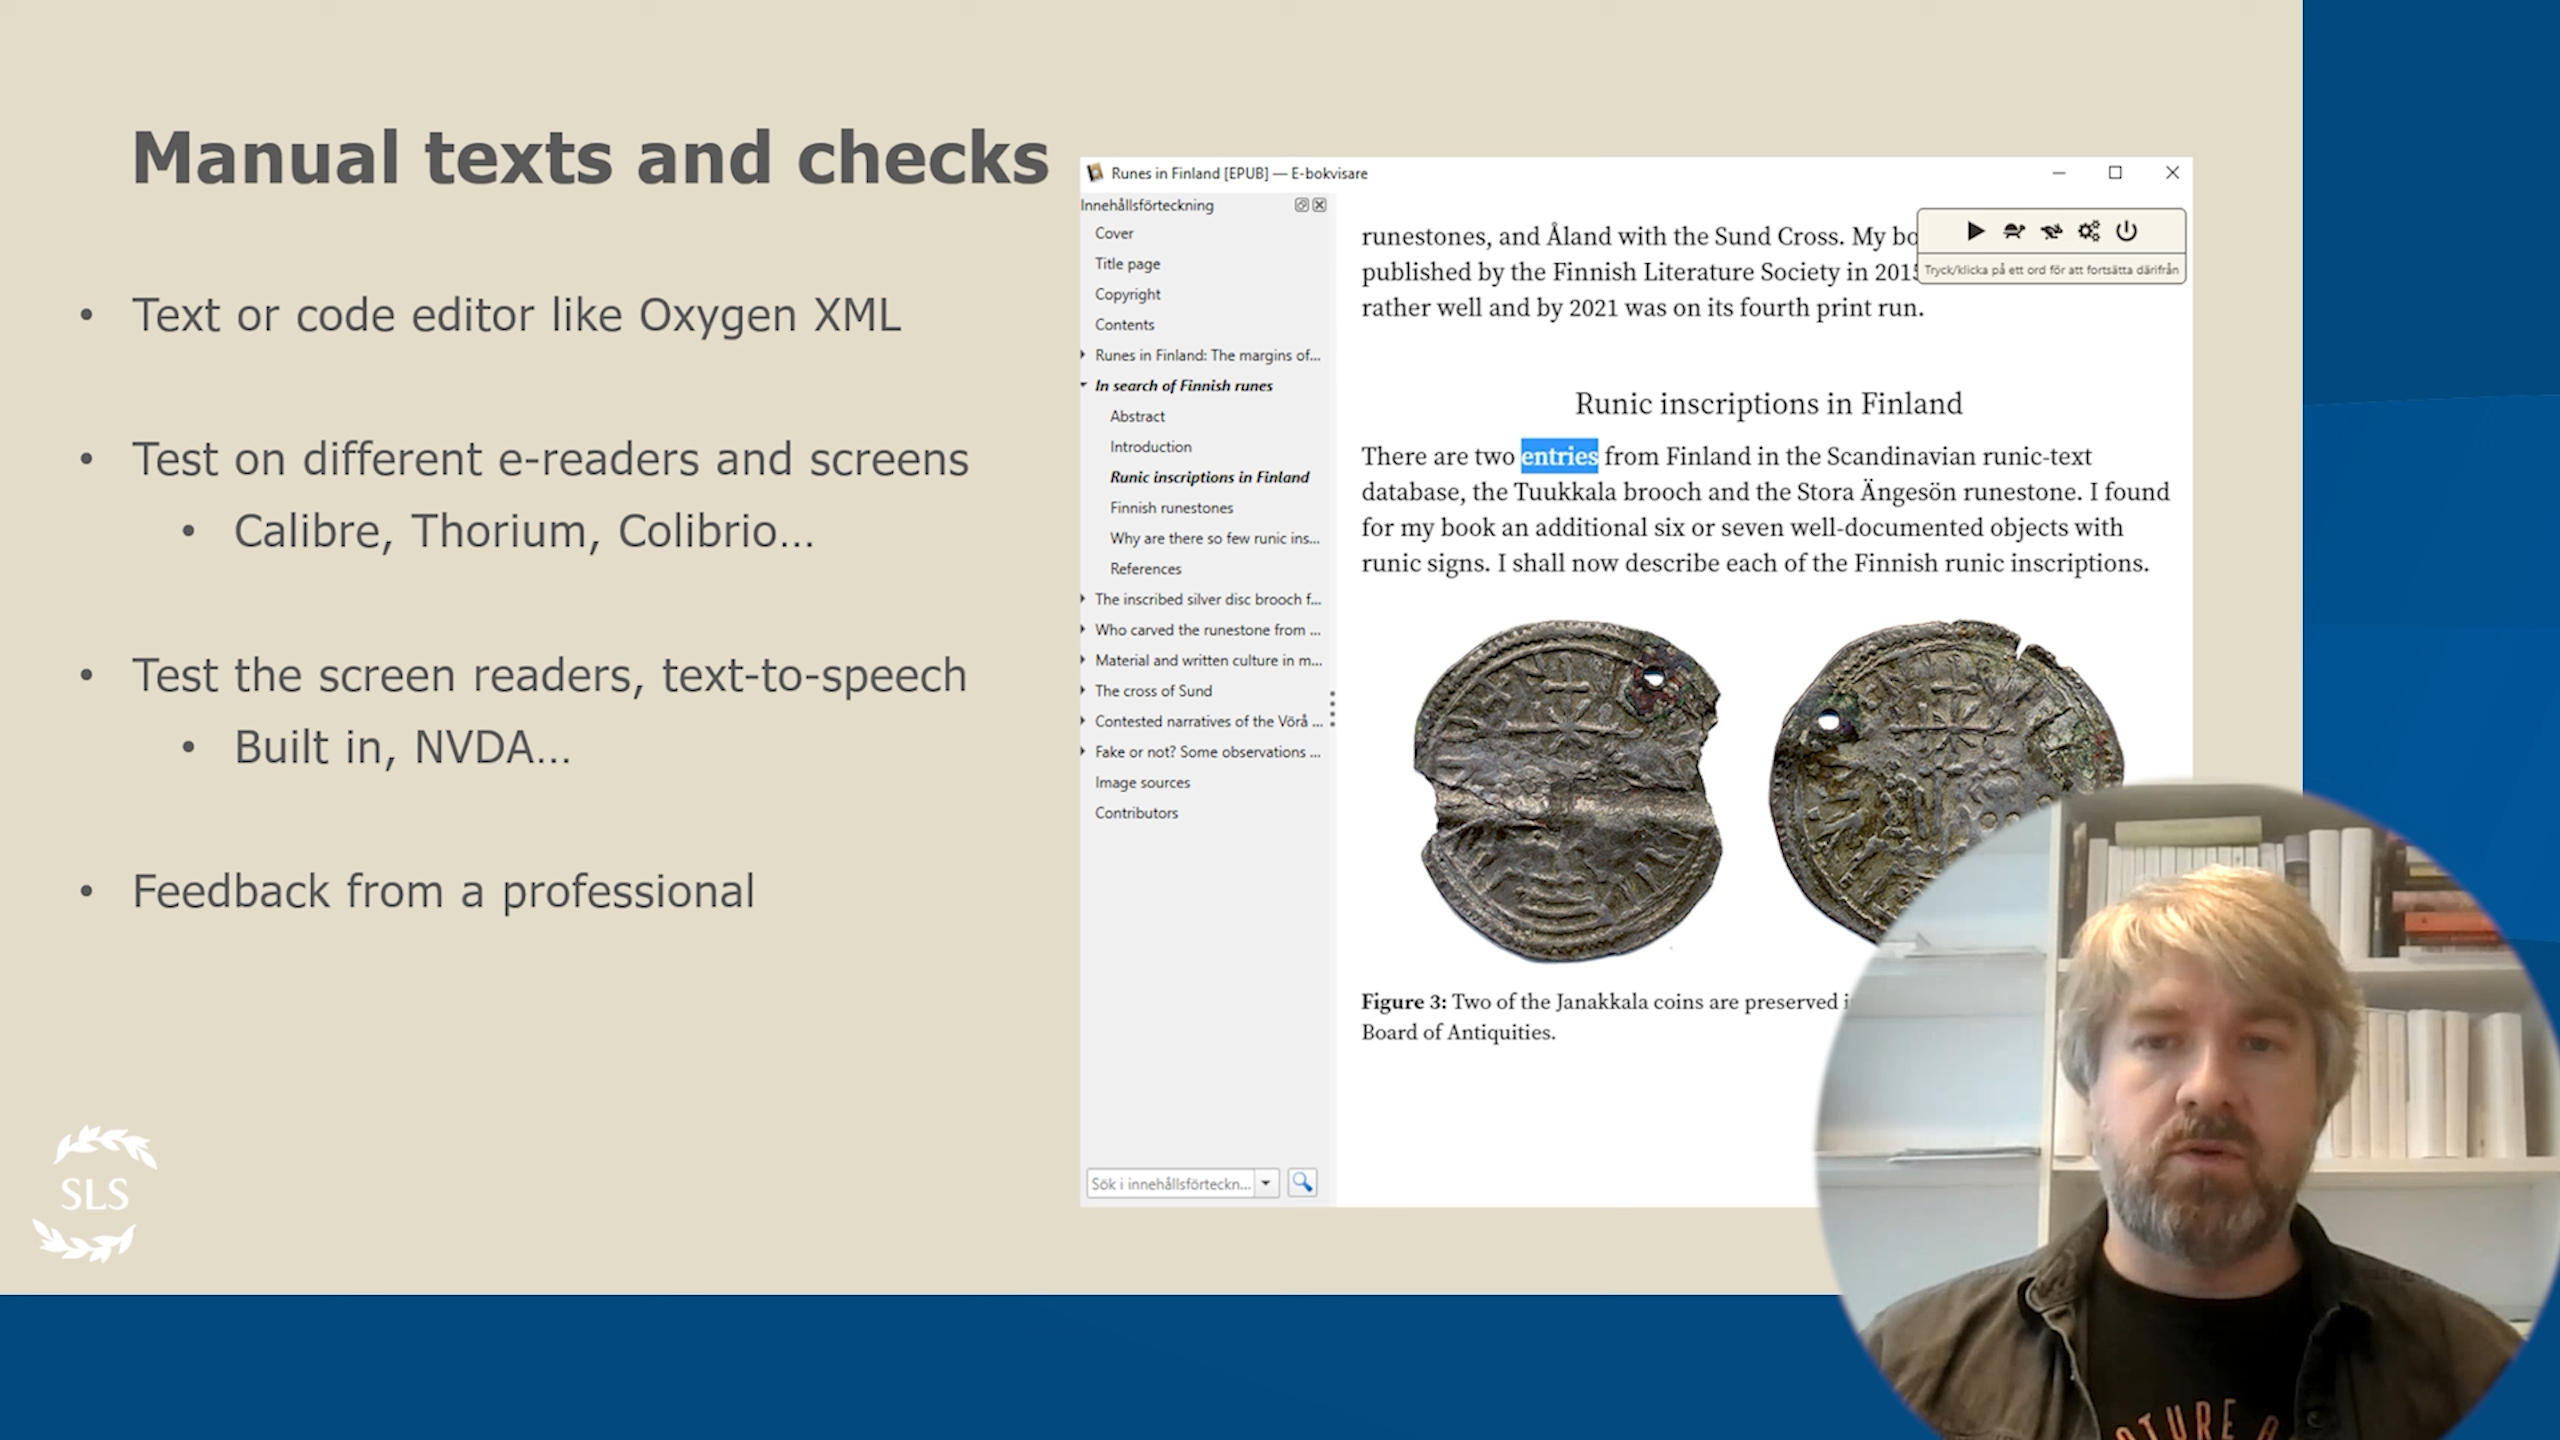 Manual texts and checks
• Text or code editor like Oxygen XML
• Test on different e-readers and screens
• Calibre, Thorium, Colibrio...
• Test the screen readers, text-to-speech
• Built in, NVDA...
• Feedback from a professional
SLS
Runes in Finland [EPUB] — E-bokvisare
Innehållsförteckning
Cover
Title page
Copyright
Contents
Runes in Finland: The margins of...
In search of Finnish runes
Abstract
Introduction
Runic inscriptions in Finland
Finnish runestones
Why are there so few runic ins...
References
The inscribed silver disc brooch f...
Who carved the runestone from ...
Material and written culture in m...
The cross of Sund
Contested narratives of the Vörå ...
Fake or not? Some observations ...
Image sources
Contributors
Sök i innehållsförteckn...
runestones, and Åland with the Sund Cross. My
published by the Finnish Literature Society in 2015
rather well and by 2021 was on its fourth print run.
Tryck/klicka på ett ord för att fortsätta därifrån
Runic inscriptions in Finland
There are two entries from Finland in the Scandinavian runic-text
database, the Tuukkala brooch and the Stora Ängesön runestone. I found
for my book an additional six or seven well-documented objects with
runic signs. I shall now describe each of the Finnish runic inscriptions.
Figure 3: Two of the Janakkala coins are preserved
Board of Antiquities.